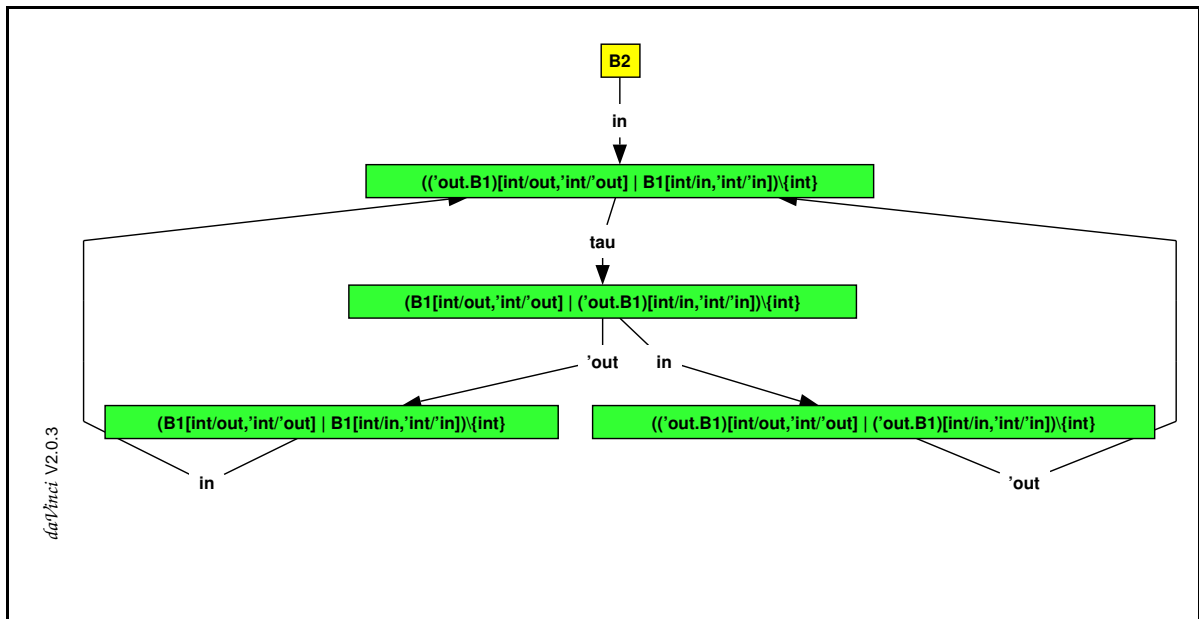 B2
in
(('out.B1)[int/out,'int/'out] | B1[int/in,'int/'in])\{int}
tau
(B1[int/out,'int/'out] | ('out.B1)[int/in,'int/'in])\{int}
'out
in
(B1[int/out,'int/'out] | B1[int/in,'int/'in])\{int}
(('out.B1)[int/out,'int/'out] | ('out.B1)[int/in,'int/'in])\{int}
in
'out
daVinci V2.0.3